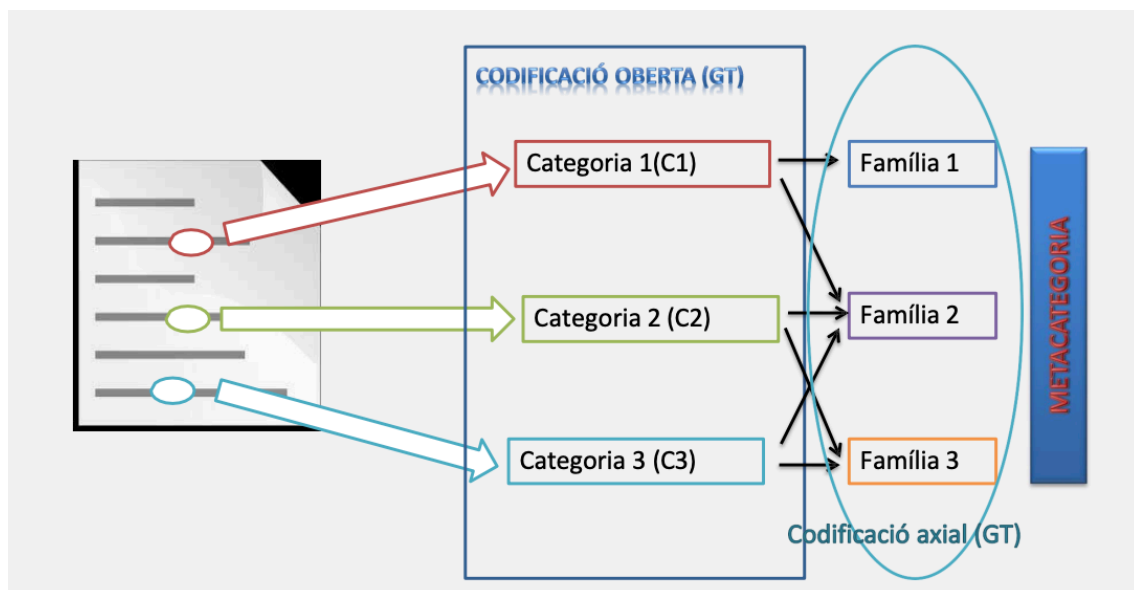 CODIFICACIÓ OBERTA (GT)
Categoria 1(C1)
Família 1
Categoria 2 (C2)
Família 2
Categoria 3 (C3)
Família 3
Codificació axial (GT)
METACATEGORIA